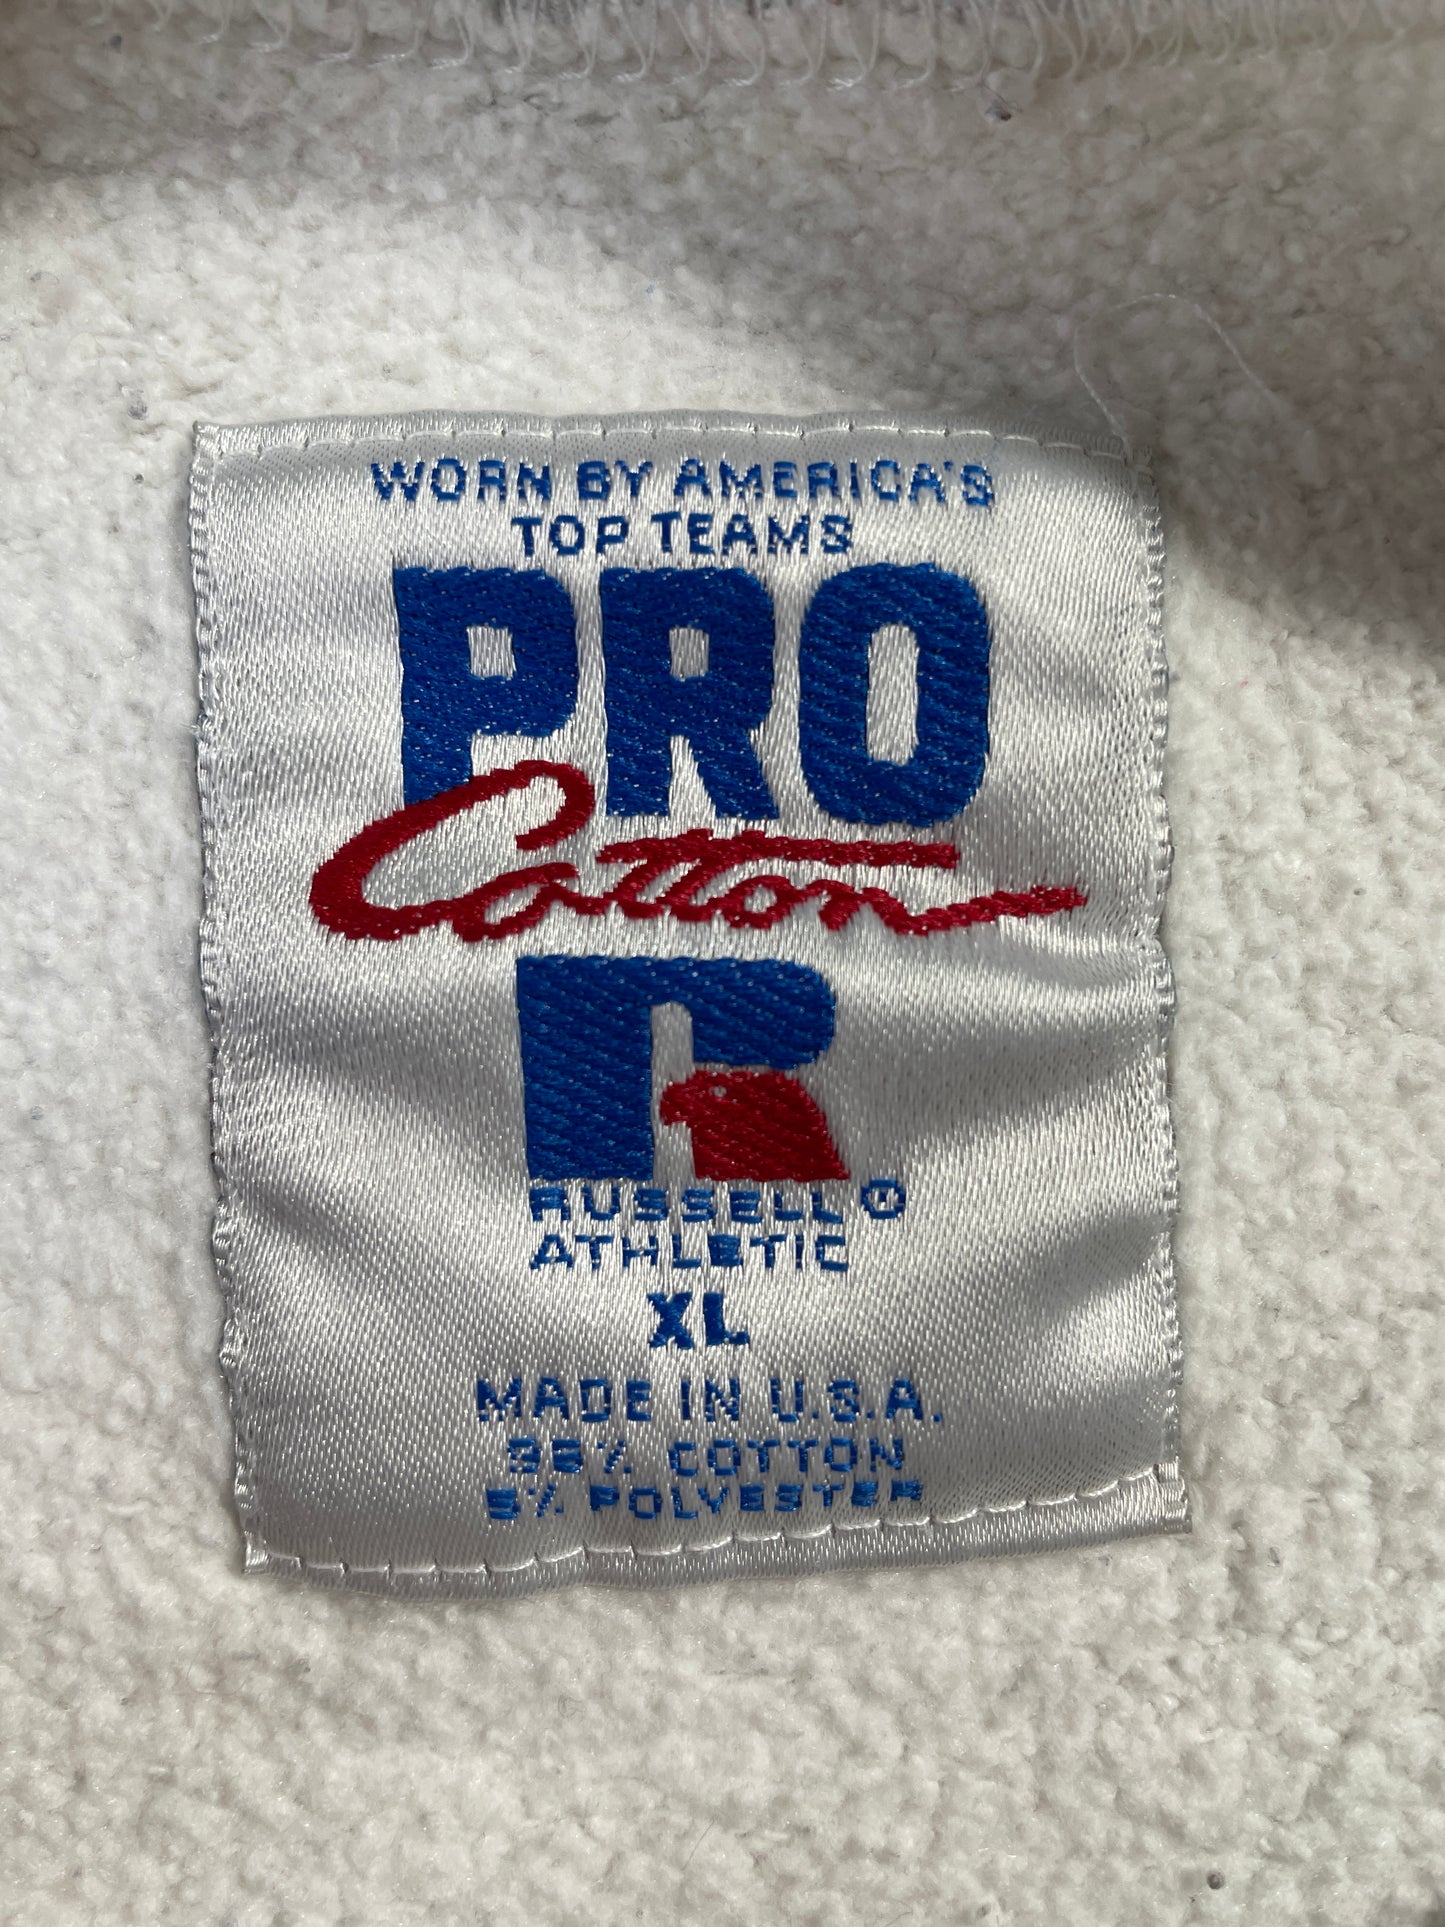 WORN BY AMERICA'S
TOP TEAMS
PRO
Cotton
R
RUSSELL®
ATHLETIC
XL
MADE IN U.S.A.
95% COTTON
5% POLYESTER